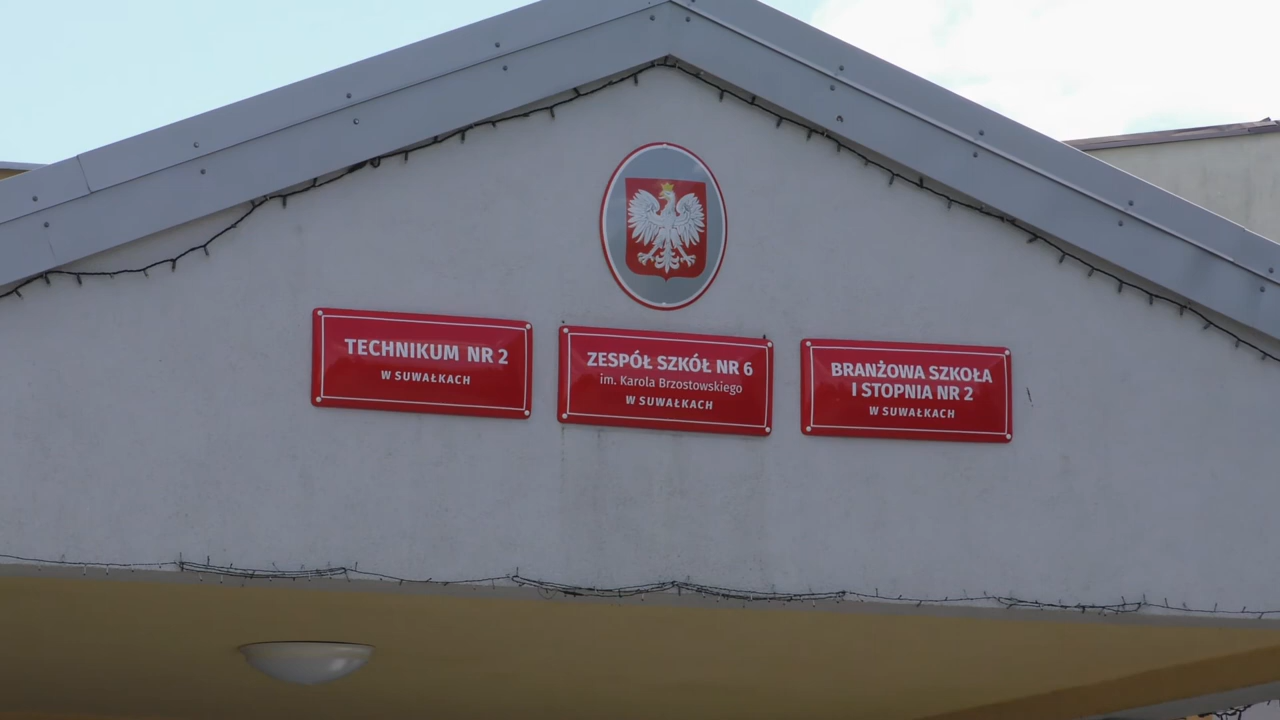 TECHNIKUM NR 2
W SUWAŁKACH
ZESPÓŁ SZKÓŁ NR 6
im. Karola Brzostowskiego
W SUWAŁKACH
BRANŻOWA SZKOŁA
I STOPNIA NR 2
W SUWAŁKACH